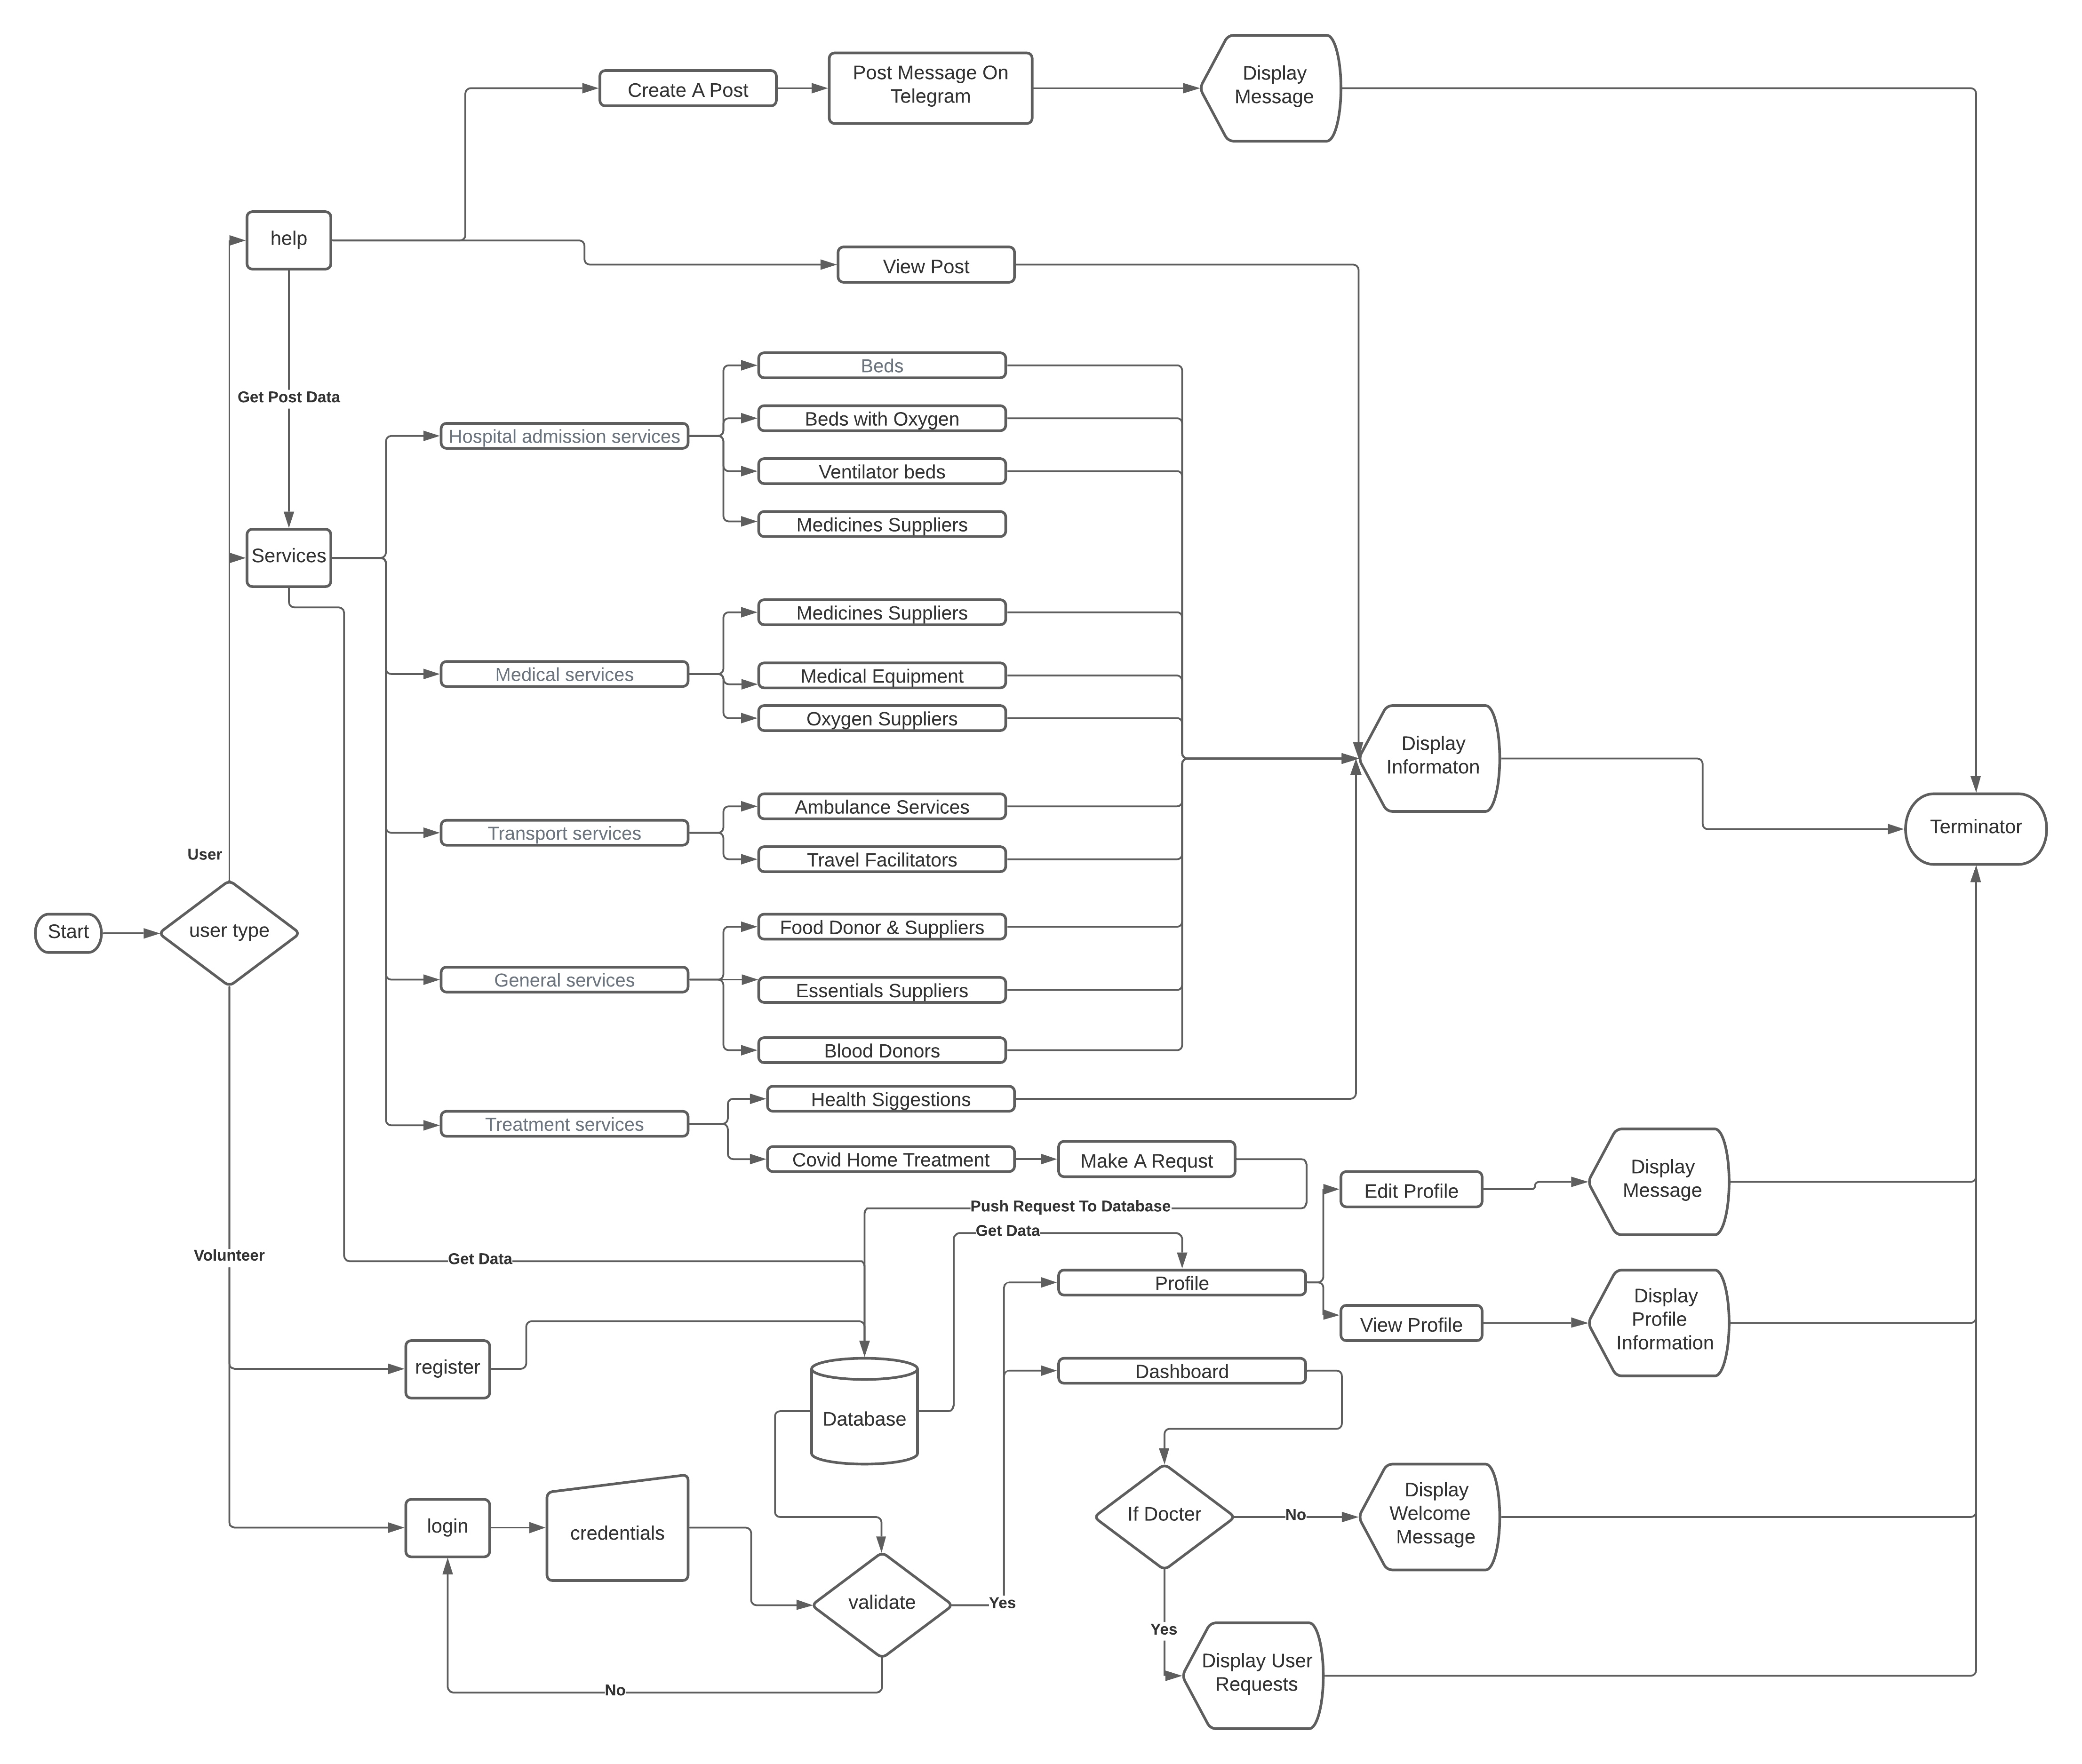 Create A Post
Post Message On
Telegram
Display
Message
help
View Post
Get Post Data
Beds
Beds with Oxygen
Hospital admission services
Ventilator beds
Medicines Suppliers
Services
Medicines Suppliers
Medical services
Medical Equipment
Oxygen Suppliers
Display
Informaton
Ambulance Services
Transport services
Travel Facilitators
Terminator
User
Start
user type
Food Donor & Suppliers
General services
Essentials Suppliers
Blood Donors
Health Siggestions
Treatment services
Covid Home Treatment
Make A Requst
Display
Message
Edit Profile
Push Request To Database
Get Data
Volunteer
Get Data
Profile
View Profile
Display
Profile
Information
register
Dashboard
Database
login
credentials
If Docter
No
Display
Welcome
Message
validate
Yes
Yes
Display User
Requests
No